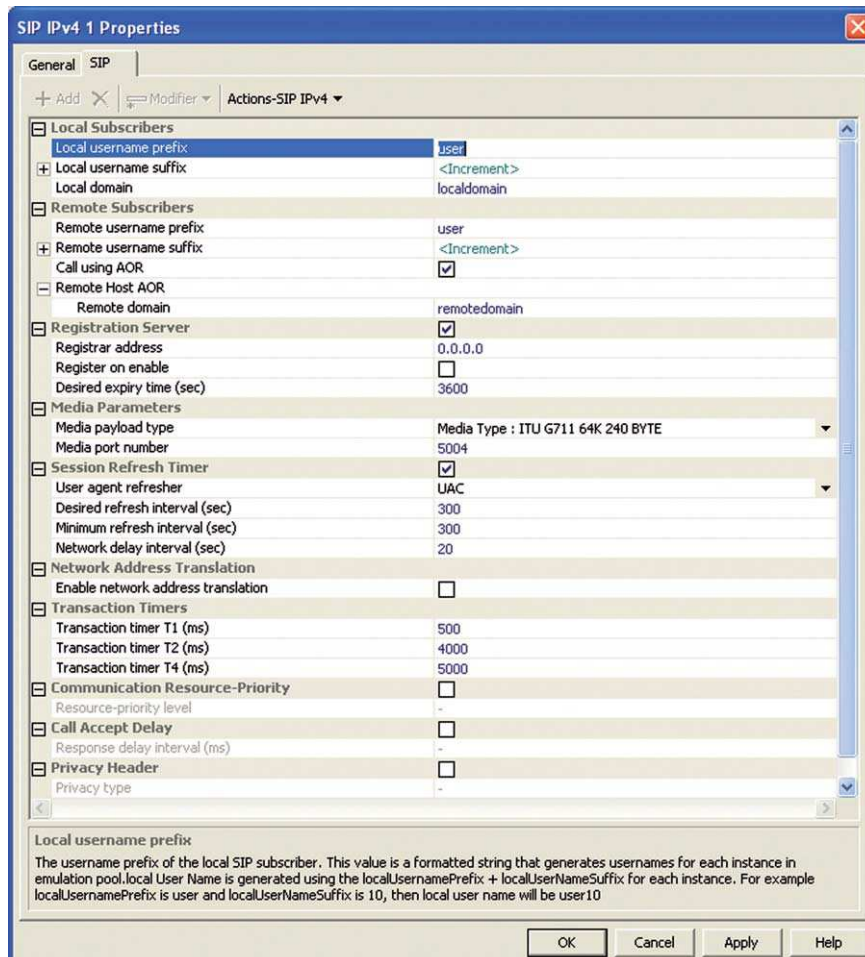 SIP IPv4 1 Properties
General SIP
Add Modifier Actions-SIP IPv4
Local Subscribers
Local username prefix user
Local username suffix <Increment>
Local domain localdomain
Remote Subscribers
Remote username prefix user
Remote username suffix <Increment>
Call using AOR
Remote Host AOR
Remote domain remotedomain
Registration Server
Registrar address 0.0.0.0
Register on enable
Desired expiry time (sec) 3600
Media Parameters
Media payload type Media Type : ITU G711 64K 240 BYTE
Media port number 5004
Session Refresh Timer
User agent refresher UAC
Desired refresh interval (sec) 300
Minimum refresh interval (sec) 300
Network delay interval (sec) 20
Network Address Translation
Enable network address translation
Transaction Timers
Transaction timer T1 (ms) 500
Transaction timer T2 (ms) 4000
Transaction timer T4 (ms) 5000
Communication Resource-Priority
Resource-priority level -
Call Accept Delay
Response delay interval (ms) -
Privacy Header
Privacy type -
Local username prefix
The username prefix of the local SIP subscriber. This value is a formatted string that generates usernames for each instance in
emulation pool.local User Name is generated using the localUsernamePrefix + localUserNameSuffix for each instance. For example
localUsernamePrefix is user and localUserNameSuffix is 10, then local user name will be user10
OK Cancel Apply Help